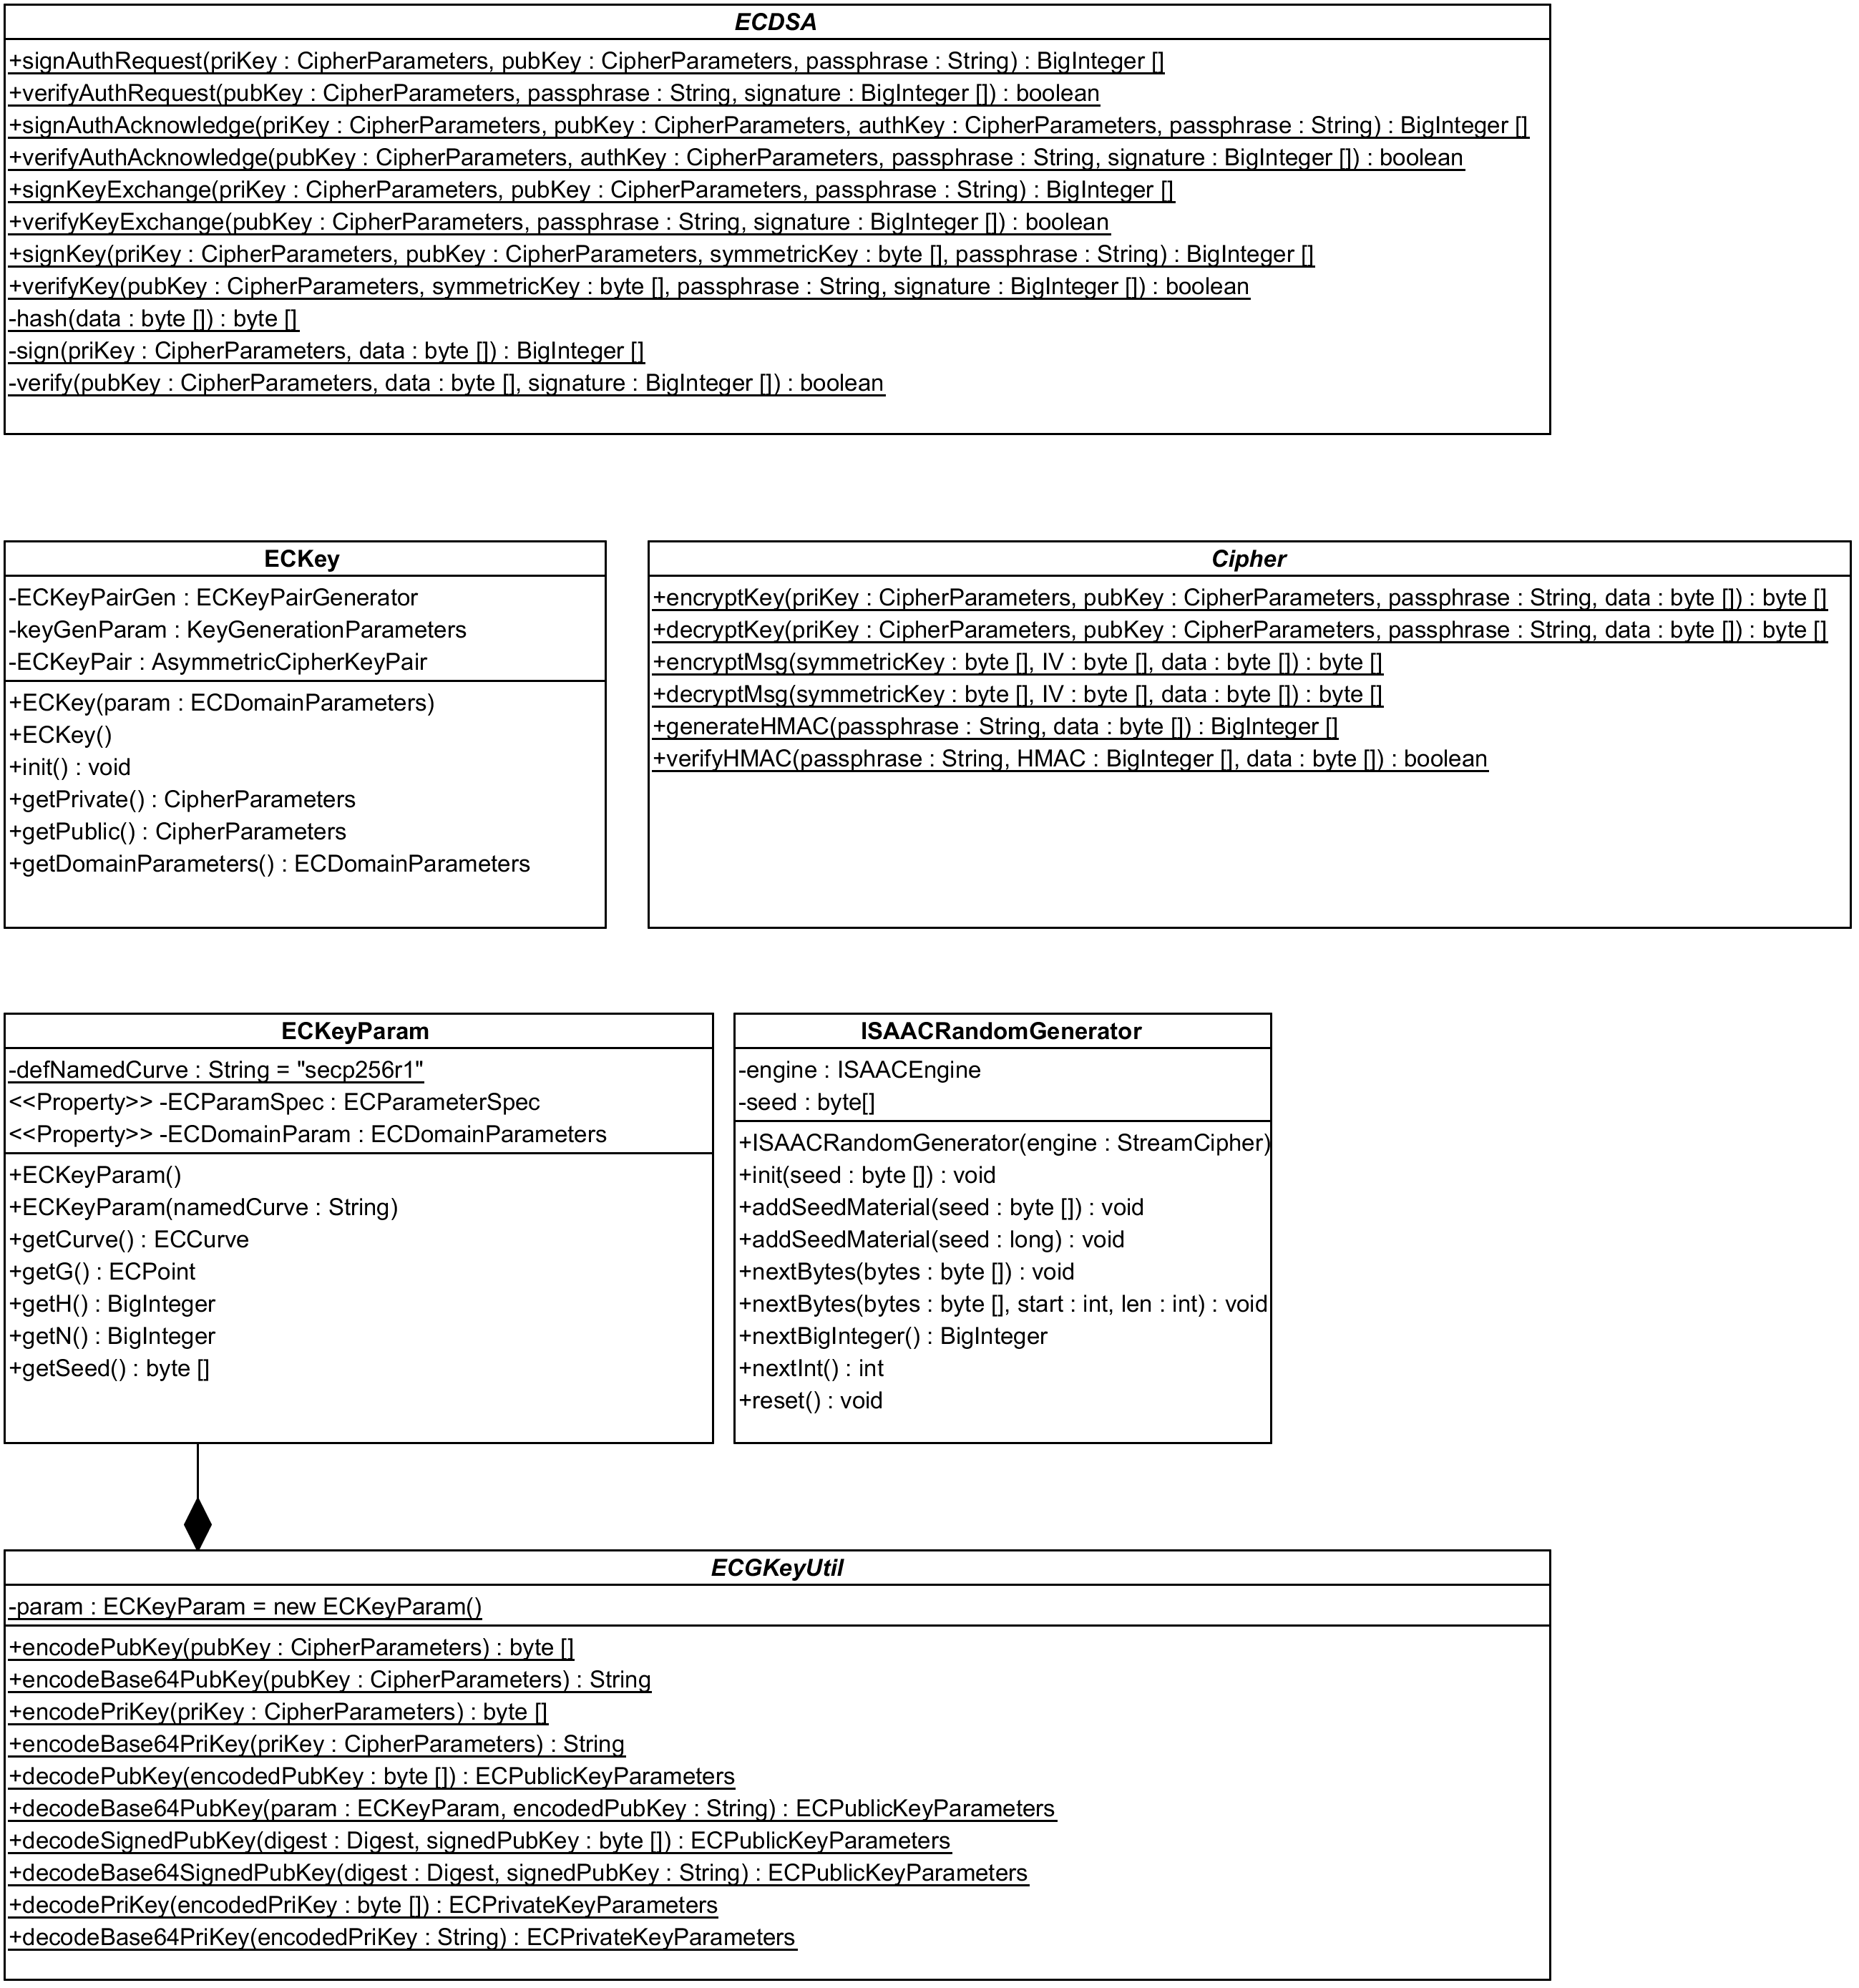 ECDSA
+signAuthRequest(priKey : CipherParameters, pubKey : CipherParameters, passphrase : String) : BigInteger []
+verifyAuthRequest(pubKey : CipherParameters, passphrase : String, signature : BigInteger []) : boolean
+signAuthAcknowledge(priKey : CipherParameters, pubKey : CipherParameters, authKey : CipherParameters, passphrase : String) : BigInteger []
+verifyAuthAcknowledge(pubKey : CipherParameters, authKey : CipherParameters, passphrase : String, signature : BigInteger []) : boolean
+signKeyExchange(priKey : CipherParameters, pubKey : CipherParameters, passphrase : String) : BigInteger []
+verifyKeyExchange(pubKey : CipherParameters, passphrase : String, signature : BigInteger []) : boolean
+signKey(priKey : CipherParameters, pubKey : CipherParameters, symmetricKey : byte [], passphrase : String) : BigInteger []
+verifyKey(pubKey : CipherParameters, symmetricKey : byte [], passphrase : String, signature : BigInteger []) : boolean
-hash(data : byte []) : byte []
-sign(priKey : CipherParameters, data : byte []) : BigInteger []
-verify(pubKey : CipherParameters, data : byte [], signature : BigInteger []) : boolean
ECKey
-ECKeyPairGen : ECKeyPairGenerator
-keyGenParam : KeyGenerationParameters
-ECKeyPair : AsymmetricCipherKeyPair
+ECKey(param : ECDomainParameters)
+ECKey()
+init() : void
+getPrivate() : CipherParameters
+getPublic() : CipherParameters
+getDomainParameters() : ECDomainParameters
Cipher
+encryptKey(priKey : CipherParameters, pubKey : CipherParameters, passphrase : String, data : byte []) : byte []
+decryptKey(priKey : CipherParameters, pubKey : CipherParameters, passphrase : String, data : byte []) : byte []
+encryptMsg(symmetricKey : byte [], IV : byte [], data : byte []) : byte []
+decryptMsg(symmetricKey : byte [], IV : byte [], data : byte []) : byte []
+generateHMAC(passphrase : String, data : byte []) : BigInteger []
+verifyHMAC(passphrase : String, HMAC : BigInteger [], data : byte []) : boolean
ECKeyParam
-defNamedCurve : String = "secp256r1"
<<Property>> -ECParamSpec : ECParameterSpec
<<Property>> -ECDomainParam : ECDomainParameters
+ECKeyParam()
+ECKeyParam(namedCurve : String)
+getCurve() : ECCurve
+getG() : ECPoint
+getH() : BigInteger
+getN() : BigInteger
+getSeed() : byte []
ISAACRandomGenerator
-engine : ISAACEngine
-seed : byte[]
+ISAACRandomGenerator(engine : StreamCipher)
+init(seed : byte []) : void
+addSeedMaterial(seed : byte []) : void
+addSeedMaterial(seed : long) : void
+nextBytes(bytes : byte []) : void
+nextBytes(bytes : byte [], start : int, len : int) : void
+nextBigInteger() : BigInteger
+nextInt() : int
+reset() : void
ECGKeyUtil
-param : ECKeyParam = new ECKeyParam()
+encodePubKey(pubKey : CipherParameters) : byte []
+encodeBase64PubKey(pubKey : CipherParameters) : String
+encodePriKey(priKey : CipherParameters) : byte []
+encodeBase64PriKey(priKey : CipherParameters) : String
+decodePubKey(encodedPubKey : byte []) : ECPublicKeyParameters
+decodeBase64PubKey(param : ECKeyParam, encodedPubKey : String) : ECPublicKeyParameters
+decodeSignedPubKey(digest : Digest, signedPubKey : byte []) : ECPublicKeyParameters
+decodeBase64SignedPubKey(digest : Digest, signedPubKey : String) : ECPublicKeyParameters
+decodePriKey(encodedPriKey : byte []) : ECPrivateKeyParameters
+decodeBase64PriKey(encodedPriKey : String) : ECPrivateKeyParameters